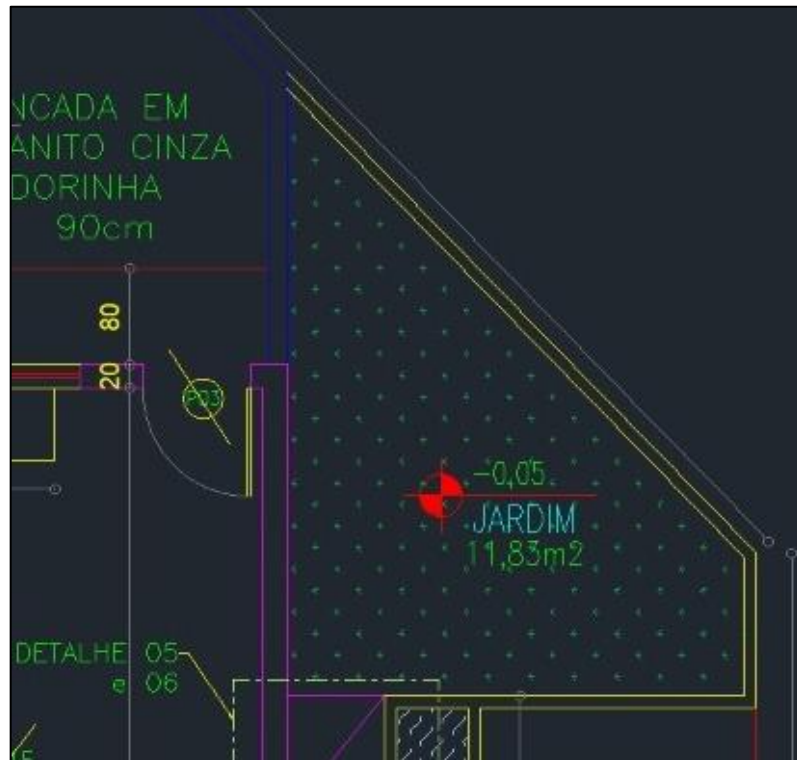 NCADA EM
ANITO CINZA
DORINHA
90cm
80
20
P03
-0,05
JARDIM
11,83m2
DETALHE 05
e 06